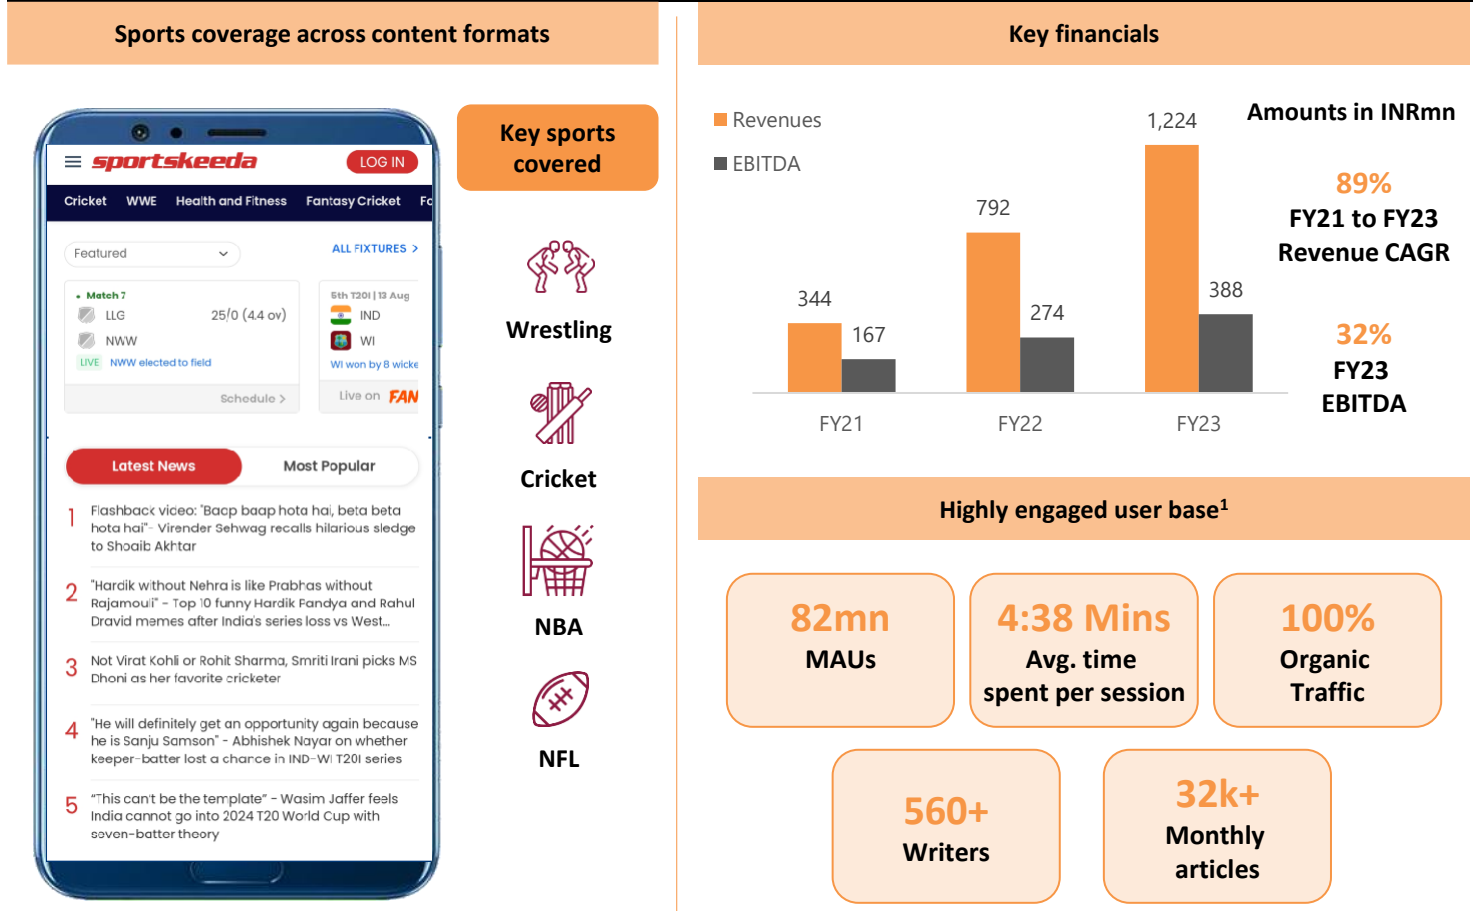 Sports coverage across content formats
sportskeeda
LOG IN
Cricket WWE Health and Fitness Fantasy Cricket Fo
Featured
ALL FIXTURES >
• Match 7
LLG 25/0 (4.4 ov)
NWW
LIVE NWW elected to field
Schedule >
5th T20I | 13 Aug
IND
WI
WI won by 8 wicke
Live on FAN
Latest News
Most Popular
1 Flashback video: "Baap baap hota hai, beta beta
hota hai"- Virender Sehwag recalls hilarious sledge
to Shoaib Akhtar
2 "Hardik without Nehra is like Prabhas without
Rajamouli" - Top 10 funny Hardik Pandya and Rahul
Dravid memes after India's series loss vs West...
3 Not Virat Kohli or Rohit Sharma, Smriti Irani picks MS
Dhoni as her favorite cricketer
4 "He will definitely get an opportunity again because
he is Sanju Samson" - Abhishek Nayar on whether
keeper-batter lost a chance in IND-WI T20I series
5 "This can't be the template" - Wasim Jaffer feels
India cannot go into 2024 T20 World Cup with
seven-batter theory
Key sports
covered
Wrestling
Cricket
NBA
NFL
Key financials
Revenues
EBITDA
Amounts in INRmn
344
167
792
274
1,224
388
FY21
FY22
FY23
89%
FY21 to FY23
Revenue CAGR
32%
FY23
EBITDA
Highly engaged user base¹
82mn
MAUs
4:38 Mins
Avg. time
spent per session
100%
Organic
Traffic
560+
Writers
32k+
Monthly
articles